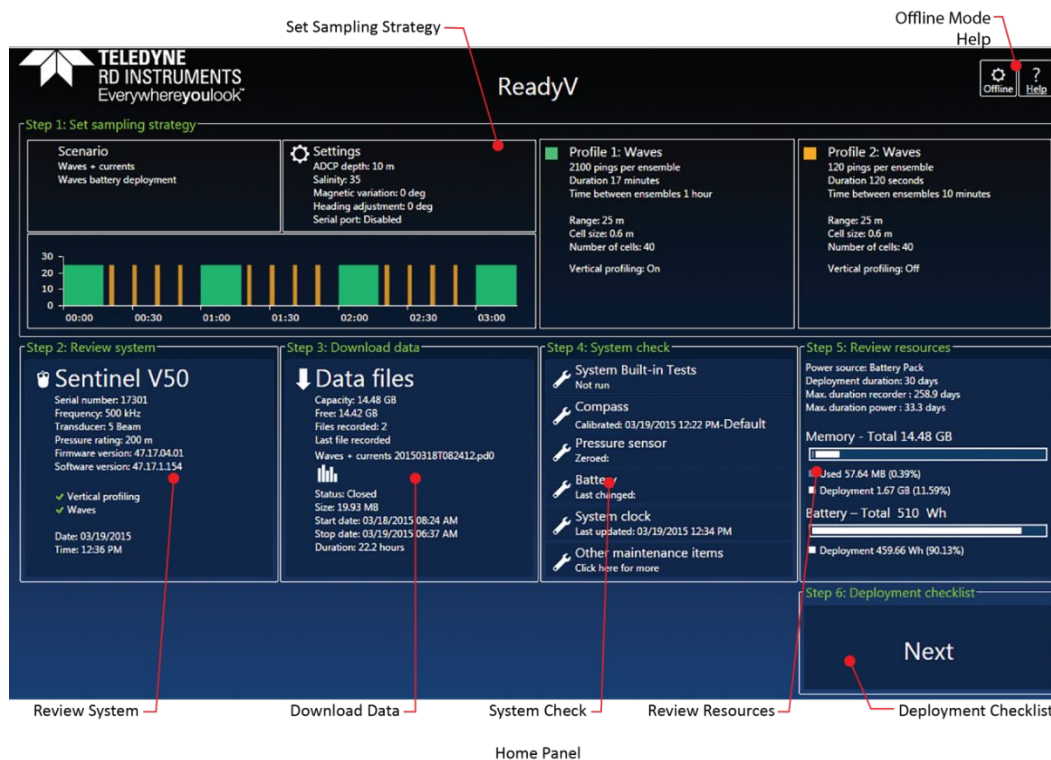 Set Sampling Strategy
Offline Mode
Help
TELEDYNE
RD INSTRUMENTS
Everywhereyoulook™
ReadyV
Offline
?
Help
Step 1: Set sampling strategy
Scenario
Waves + currents
Waves battery deployment
Settings
ADCP depth: 10 m
Salinity: 35
Magnetic variation: 0 deg
Heading adjustment: 0 deg
Serial port: Disabled
30
20
10
0
00:00 00:30 01:00 01:30 02:00 02:30 03:00
Profile 1: Waves
2100 pings per ensemble
Duration 17 minutes
Time between ensembles 1 hour
Range: 25 m
Cell size: 0.6 m
Number of cells: 40
Vertical profiling: On
Profile 2: Waves
120 pings per ensemble
Duration 120 seconds
Time between ensembles 10 minutes
Range: 25 m
Cell size: 0.6 m
Number of cells: 40
Vertical profiling: Off
Step 2: Review system
Sentinel V50
Serial number: 17301
Frequency: 500 kHz
Transducer: 5 Beam
Pressure rating: 200 m
Firmware version: 47.17.04.01
Software version: 47.17.1.154
✓ Vertical profiling
✓ Waves
Date: 03/19/2015
Time: 12:36 PM
Step 3: Download data
Data files
Capacity: 14.48 GB
Free: 14.42 GB
Files recorded: 2
Last file recorded
Waves + currents 20150318T082412.pd0
Status: Closed
Size: 19.93 MB
Start date: 03/18/2015 08:24 AM
Stop date: 03/19/2015 06:37 AM
Duration: 22.2 hours
Step 4: System check
System Built-in Tests
Not run
Compass
Calibrated: 03/19/2015 12:22 PM-Default
Pressure sensor
Zeroed:
Battery
Last changed:
System clock
Last updated: 03/19/2015 12:34 PM
Other maintenance items
Click here for more
Step 5: Review resources
Power source: Battery Pack
Deployment duration: 30 days
Max. duration recorder : 258.9 days
Max. duration power : 33.3 days
Memory - Total 14.48 GB
Used 57.64 MB (0.39%)
Deployment 1.67 GB (11.59%)
Battery – Total 510 Wh
Deployment 459.66 Wh (90.13%)
Step 6: Deployment checklist
Next
Review System
Download Data
System Check
Review Resources
Deployment Checklist
Home Panel